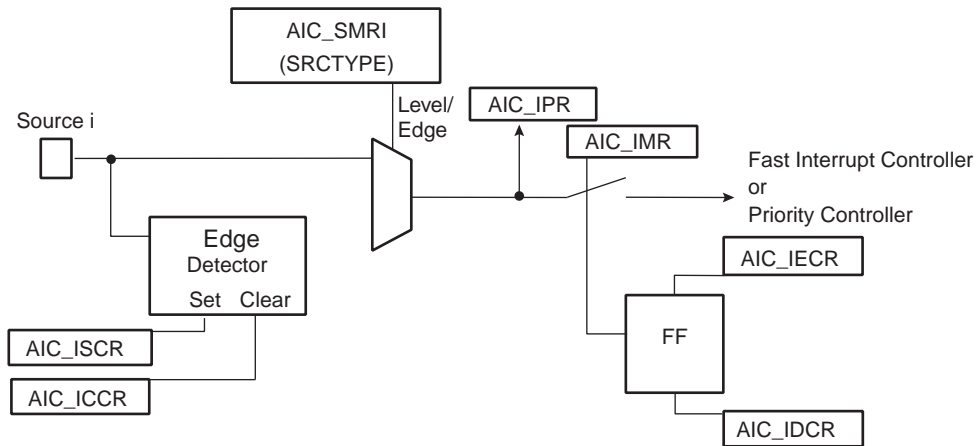 AIC_SMRI
(SRCTYPE)
Level/
Edge
AIC_IPR
Source i
AIC_IMR
Fast Interrupt Controller
or
Priority Controller
Edge
Detector
Set Clear
AIC_IECR
FF
AIC_ISCR
AIC_ICCR
AIC_IDCR